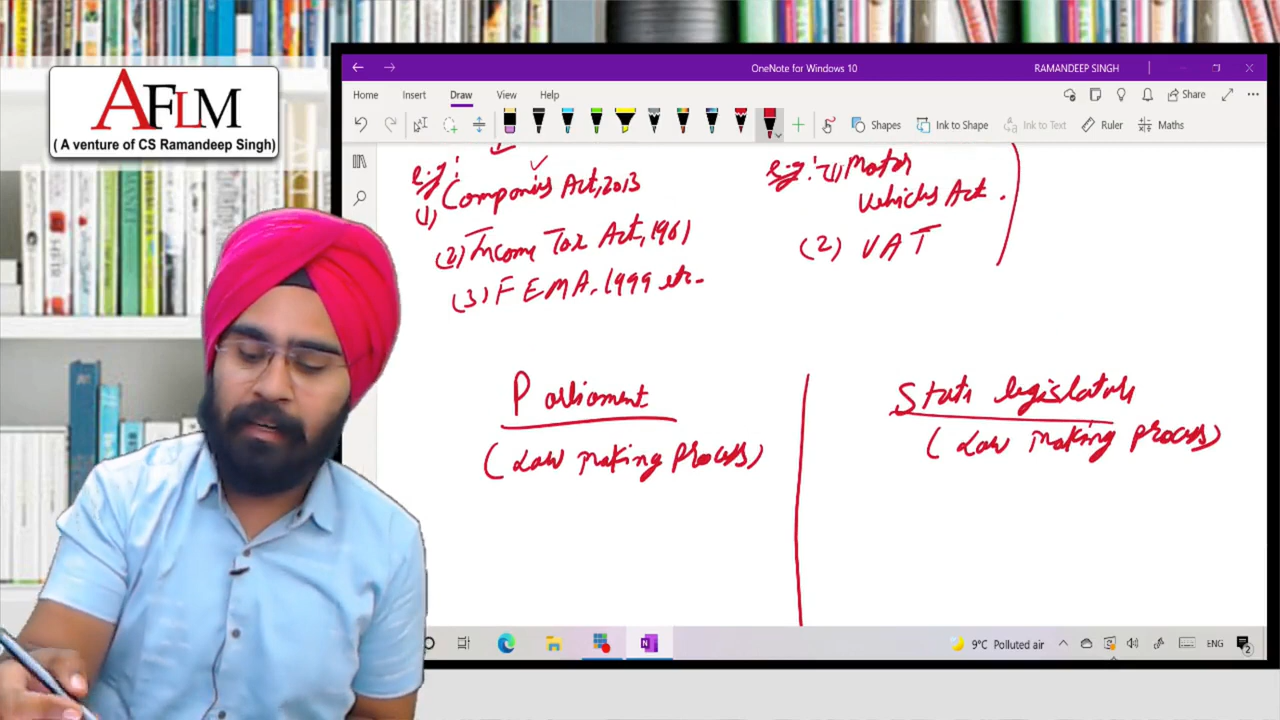 AFLM
( A venture of CS Ramandeep Singh)
OneNote for Windows 10
RAMANDEEP SINGH
Home Insert Draw View Help
Share
Shapes
Ink to Shape
Ink to Text
Ruler
Maths
e.g:
(1) Companies Act, 2013
(2) Income Tax Act, 1961
(3) FEMA, 1999 etc.
e.g: (1) Motor
Vehicles Act.
(2) VAT
Parliament
(Law making Process)
State legislature
(Law making Process)
9°C Polluted air
ENG
2